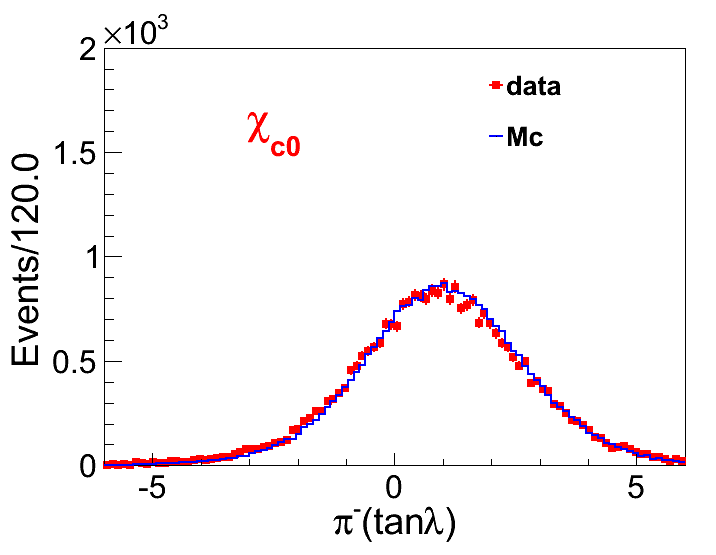 ×10³
2
1.5
1
0.5
0
-5
0
5
Events/120.0
π⁻(tanλ)
χc0
data
Mc